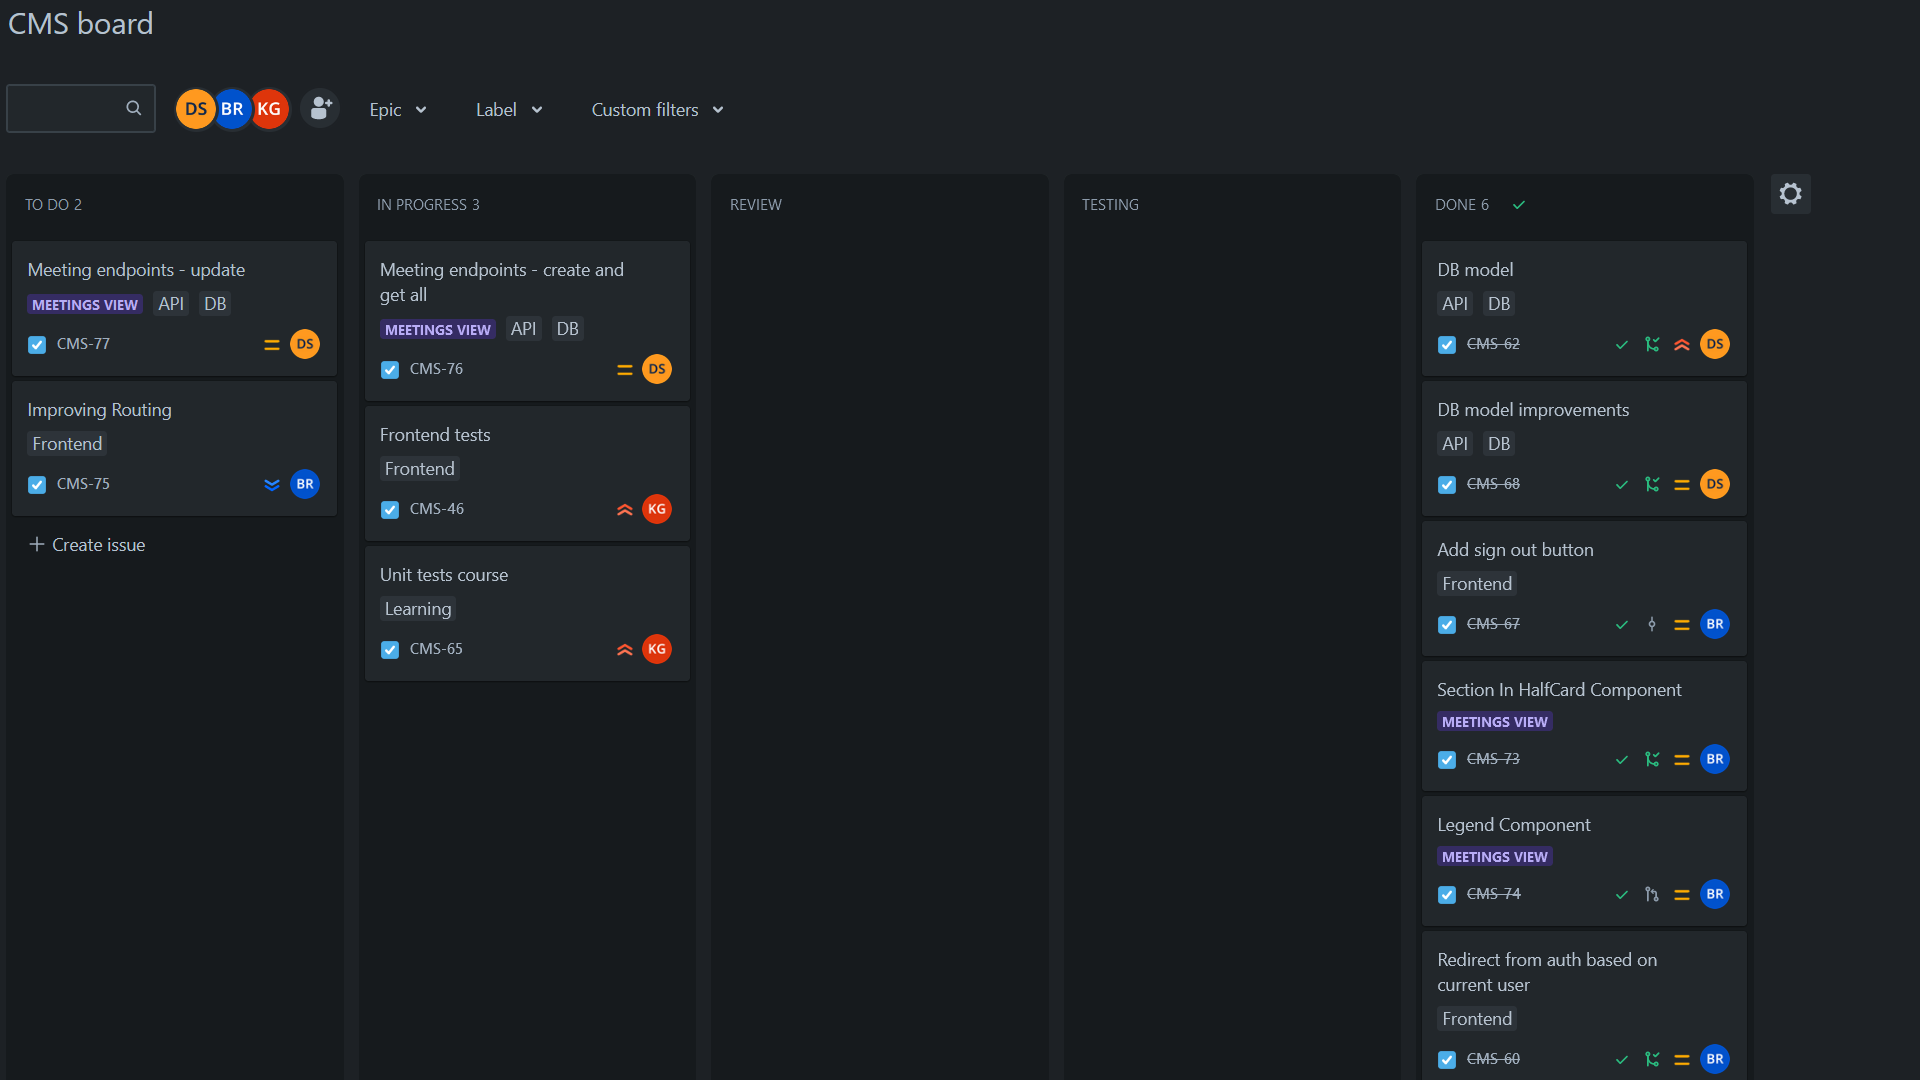 CMS board
DS BR KG Epic Label Custom filters
TO DO 2
Meeting endpoints - update
MEETINGS VIEW API DB
CMS-77 DS
Improving Routing
Frontend
CMS-75 BR
Create issue
IN PROGRESS 3
Meeting endpoints - create and
get all
MEETINGS VIEW API DB
CMS-76 DS
Frontend tests
Frontend
CMS-46 KG
Unit tests course
Learning
CMS-65 KG
REVIEW
TESTING
DONE 6
DB model
API DB
CMS-62 DS
DB model improvements
API DB
CMS-68 DS
Add sign out button
Frontend
CMS-67 BR
Section In HalfCard Component
MEETINGS VIEW
CMS-73 BR
Legend Component
MEETINGS VIEW
CMS-74 BR
Redirect from auth based on
current user
Frontend
CMS-60 BR